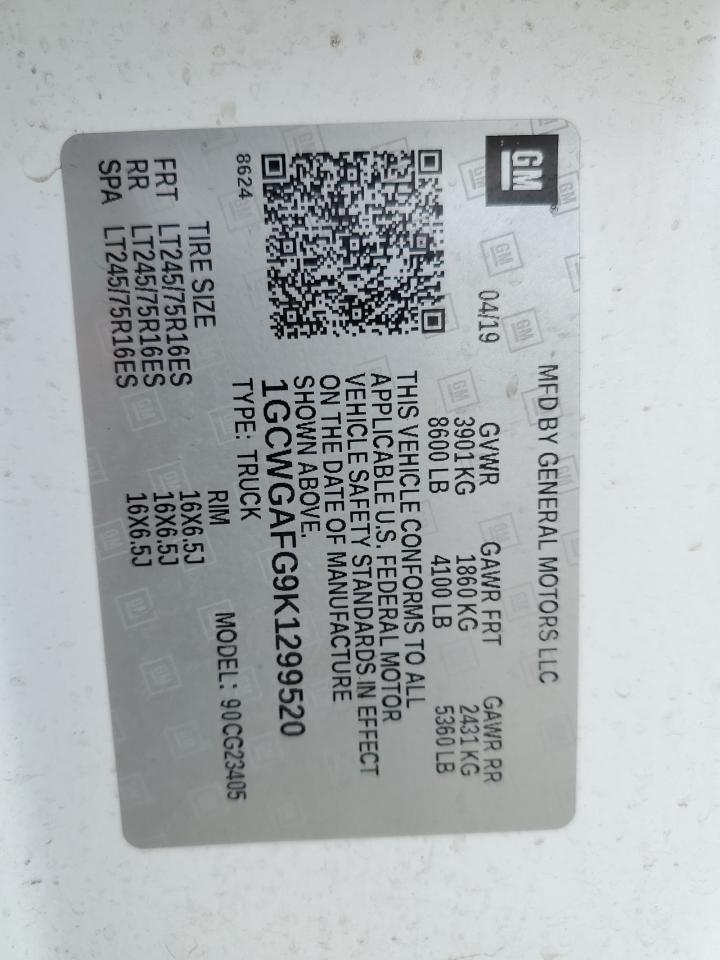 MFD BY GENERAL MOTORS LLC
GM
04/19
GVWR GAWR FRT GAWR RR
3901 KG 1860 KG 2431 KG
8600 LB 4100 LB 5360 LB
THIS VEHICLE CONFORMS TO ALL
APPLICABLE U.S. FEDERAL MOTOR
VEHICLE SAFETY STANDARDS IN EFFECT
ON THE DATE OF MANUFACTURE
SHOWN ABOVE.
1GCWGAFG9K1299520
8624
TYPE: TRUCK MODEL: 90CG23405
TIRE SIZE RIM
FRT LT245/75R16ES 16X6.5J
RR LT245/75R16ES 16X6.5J
SPA LT245/75R16ES 16X6.5J